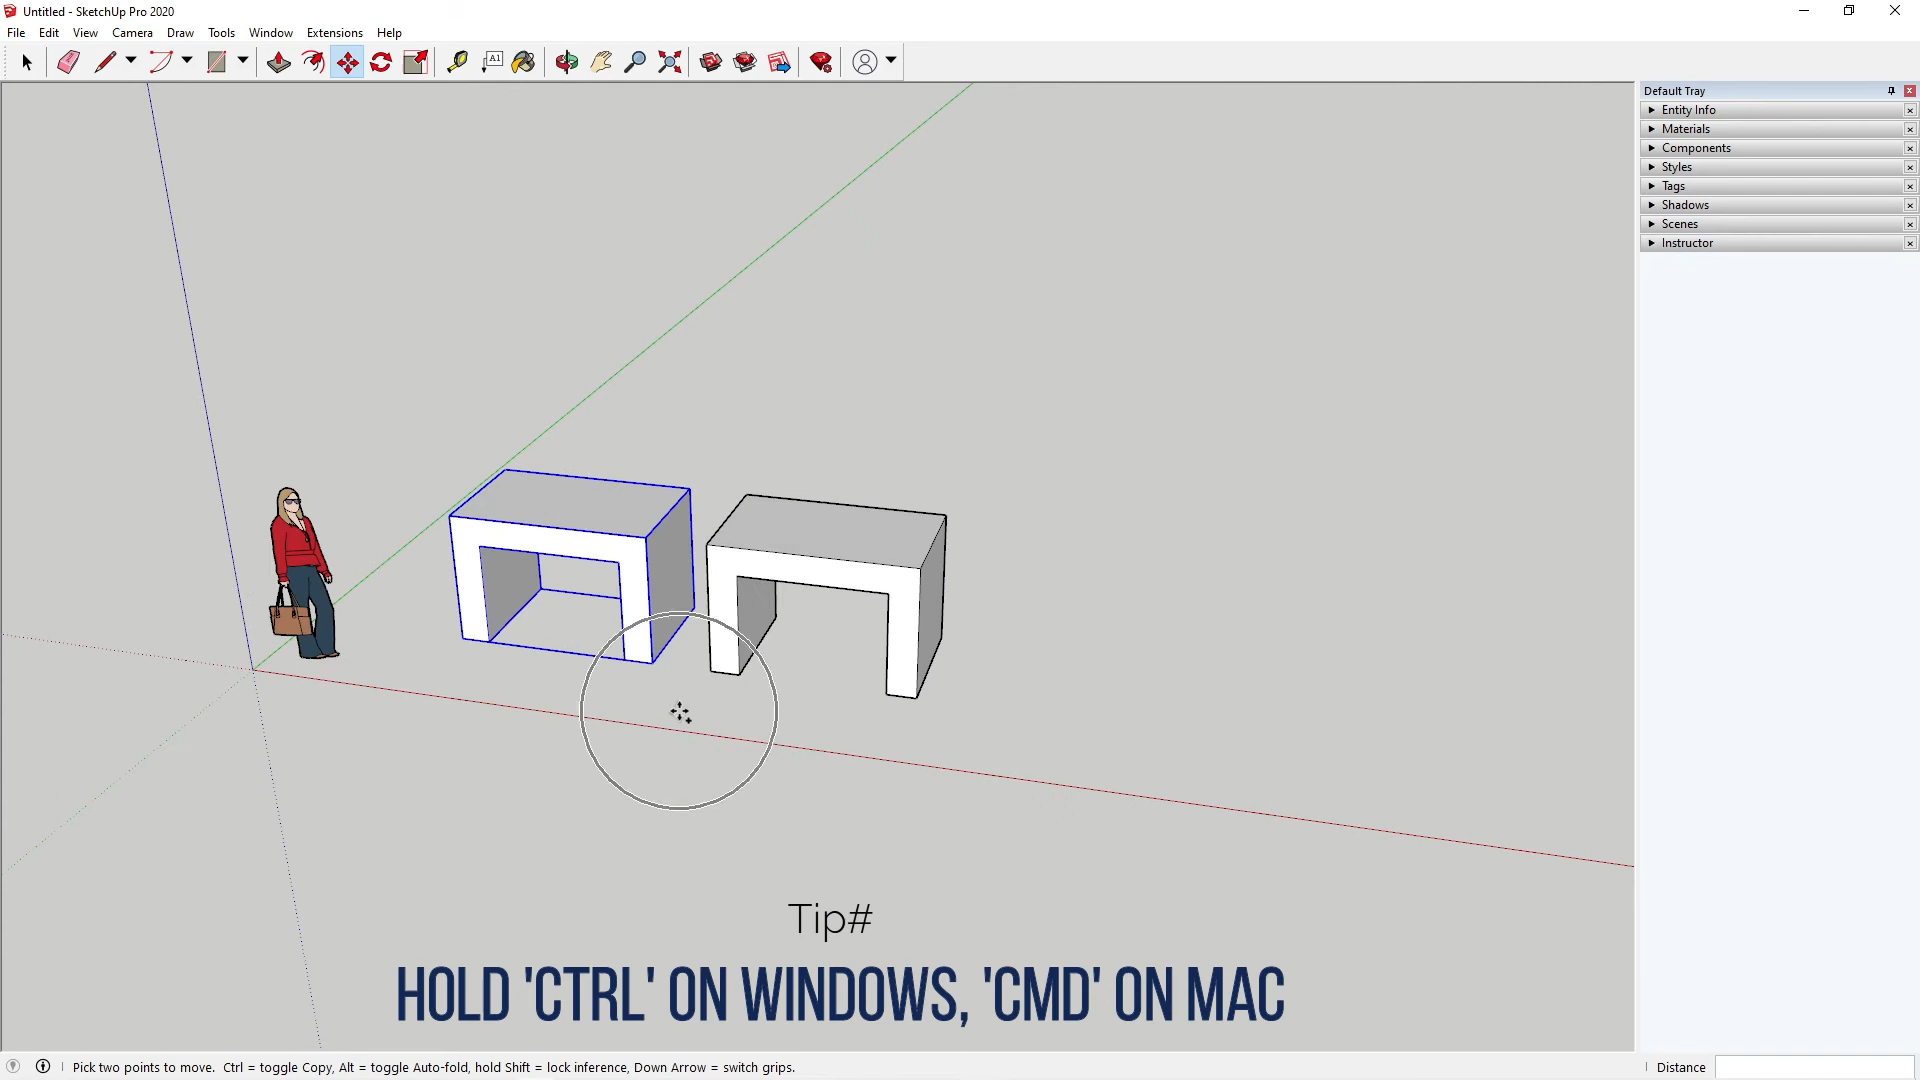 Untitled - SketchUp Pro 2020
File Edit View Camera Draw Tools Window Extensions Help
A1
Default Tray
Entity Info
Materials
Components
Styles
Tags
Shadows
Scenes
Instructor
Tip#
HOLD 'CTRL' ON WINDOWS, 'CMD' ON MAC
Pick two points to move. Ctrl = toggle Copy, Alt = toggle Auto-fold, hold Shift = lock inference, Down Arrow = switch grips.
Distance